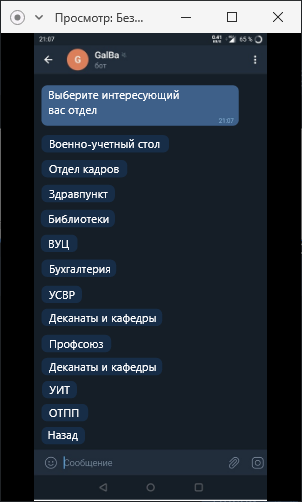 Просмотр: Без...
21:07
0.41
KB/s
65 %
G
GalBa
бот
Выберите интересующий
вас отдел
21:07
Военно-учетный стол
Отдел кадров
Здравпункт
Библиотеки
ВУЦ
Бухгалтерия
УСВР
Деканаты и кафедры
Профсоюз
Деканаты и кафедры
УИТ
ОТПП
Назад
Сообщение